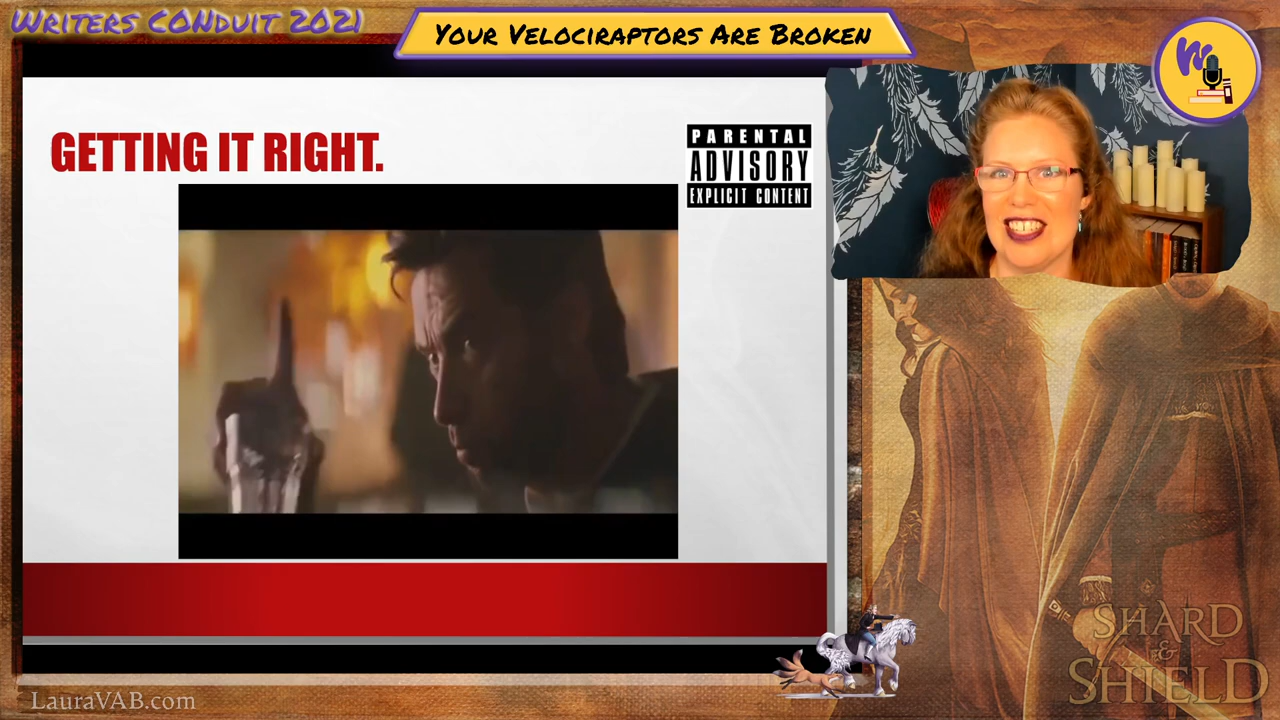 Writers CONduit 2021
Your Velociraptors Are Broken
W
GETTING IT RIGHT.
PARENTAL
ADVISORY
EXPLICIT CONTENT
SHARD
&
SHIELD
LauraVAB.com